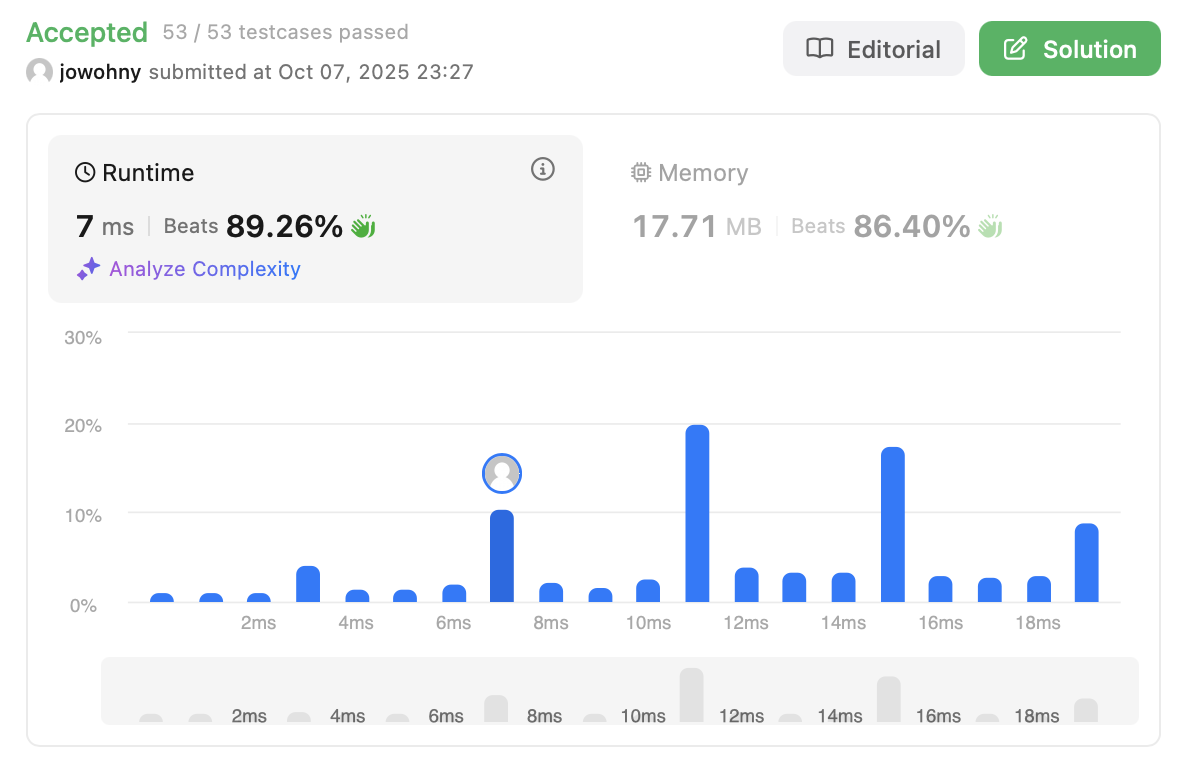 Accepted 53 / 53 testcases passed
jowohny submitted at Oct 07, 2025 23:27
Editorial
Solution
Runtime
7 ms | Beats 89.26%
Analyze Complexity
Memory
17.71 MB | Beats 86.40%
30%
20%
10%
0%
2ms 4ms 6ms 8ms 10ms 12ms 14ms 16ms 18ms
2ms 4ms 6ms 8ms 10ms 12ms 14ms 16ms 18ms